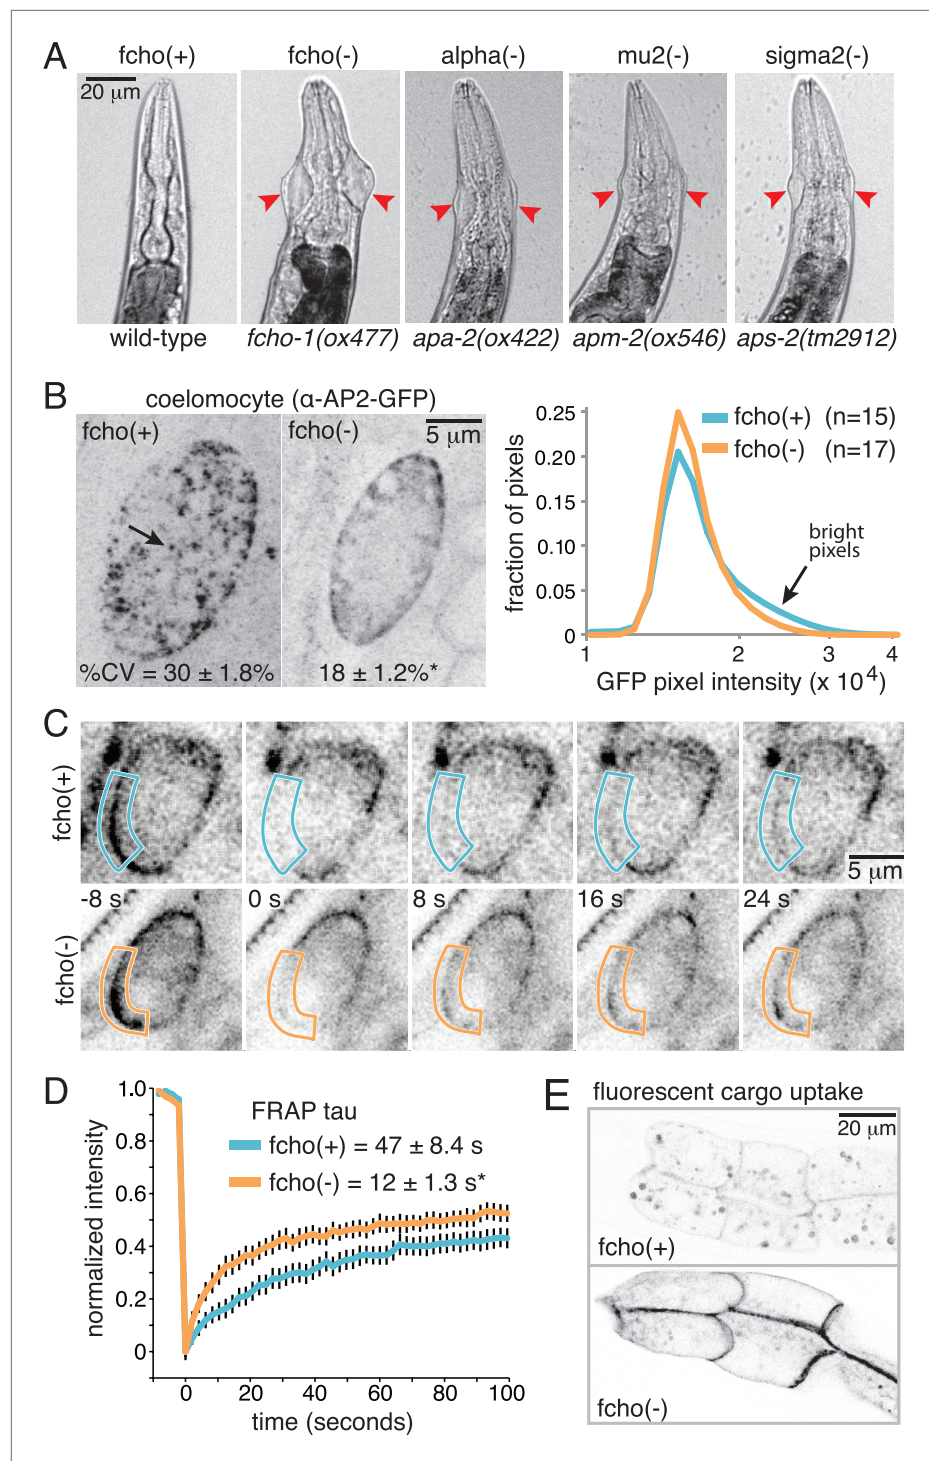 A
fcho(+) fcho(-) alpha(-) mu2(-) sigma2(-)
20 μm
wild-type fcho-1(ox477) apa-2(ox422) apm-2(ox546) aps-2(tm2912)
B
coelomocyte (α-AP2-GFP)
fcho(+) fcho(-)
5 μm
%CV = 30 ± 1.8% 18 ± 1.2%*
fraction of pixels
0.25
0.20
0.15
0.10
0.05
0
fcho(+) (n=15)
fcho(-) (n=17)
bright
pixels
1 2 3 4
GFP pixel intensity (x 10⁴)
C
fcho(+)
5 μm
fcho(-)
-8 s 0 s 8 s 16 s 24 s
D
normalized intensity
1.0
0.8
0.6
0.4
0.2
0
FRAP tau
fcho(+) = 47 ± 8.4 s
fcho(-) = 12 ± 1.3 s*
0 20 40 60 80 100
time (seconds)
E
fluorescent cargo uptake
20 μm
fcho(+)
fcho(-)